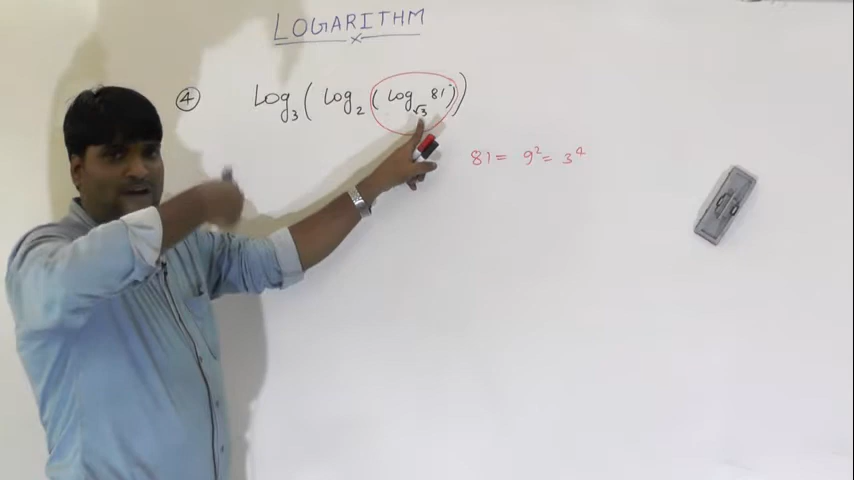 LOGARITHM
④ Log₃ ( log₂ ( log√₃ 81 ) )
81 = 9² = 3⁴